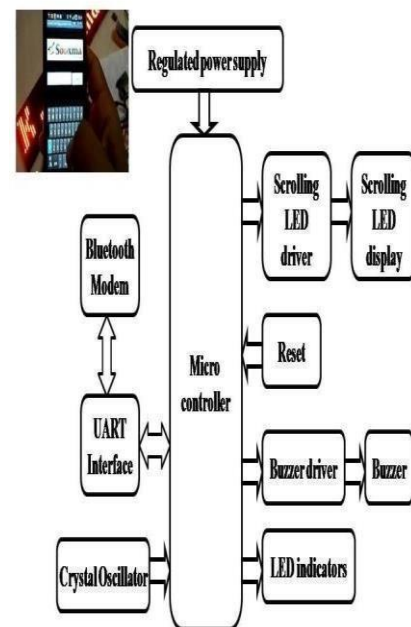 Regulated power supply
Scrolling
LED
driver
Scrolling
LED
display
Bluetooth
Modem
Micro
controller
Reset
UART
Interface
Buzzer driver
Buzzer
Crystal Oscillator
LED indicators